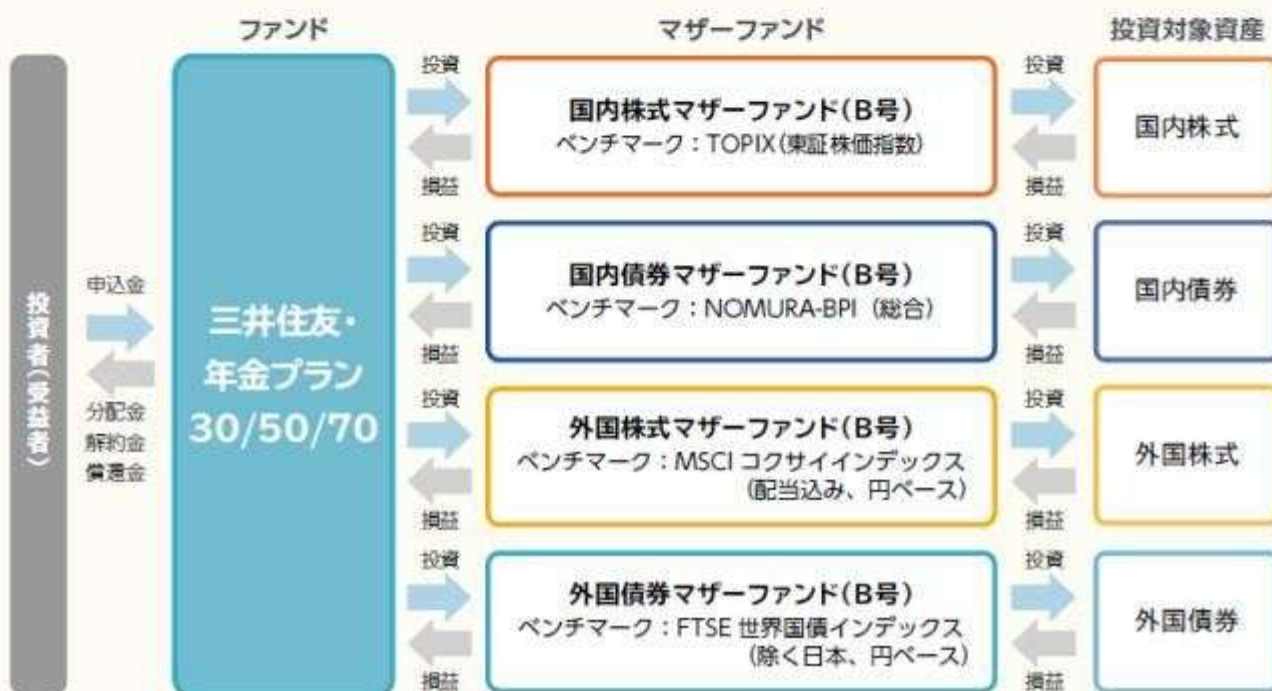 ファンド
マザーファンド
投資対象資産
投資者(受益者)
申込金
分配金
解約金
償還金
三井住友・
年金プラン
30/50/70
投資
損益
国内株式マザーファンド(B号)
ベンチマーク:TOPIX(東証株価指数)
投資
損益
国内株式
投資
損益
国内債券マザーファンド(B号)
ベンチマーク:NOMURA-BPI (総合)
投資
損益
国内債券
投資
損益
外国株式マザーファンド(B号)
ベンチマーク:MSCI コクサイインデックス
(配当込み、円ベース)
投資
損益
外国株式
投資
損益
外国債券マザーファンド(B号)
ベンチマーク:FTSE 世界国債インデックス
(除く日本、円ベース)
投資
損益
外国債券